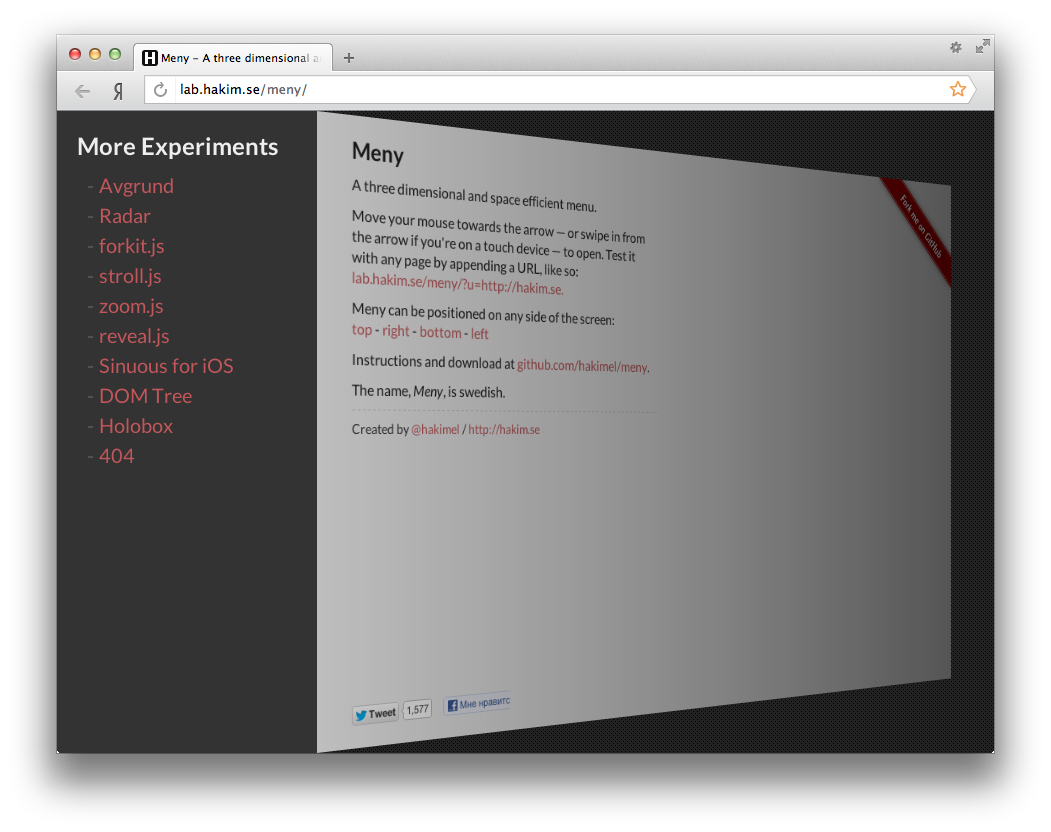 Meny – A three dimensional a
Я
lab.hakim.se/meny/
More Experiments
- Avgrund
- Radar
- forkit.js
- stroll.js
- zoom.js
- reveal.js
- Sinuous for iOS
- DOM Tree
- Holobox
- 404
Meny
A three dimensional and space efficient menu.
Move your mouse towards the arrow — or swipe in from
the arrow if you're on a touch device — to open. Test it
with any page by appending a URL, like so:
lab.hakim.se/meny/?u=http://hakim.se.
Meny can be positioned on any side of the screen:
top - right - bottom - left
Instructions and download at github.com/hakimel/meny.
The name, Meny, is swedish.
Created by @hakimel / http://hakim.se
Fork me on GitHub
Tweet 1,577 Мне нравитс